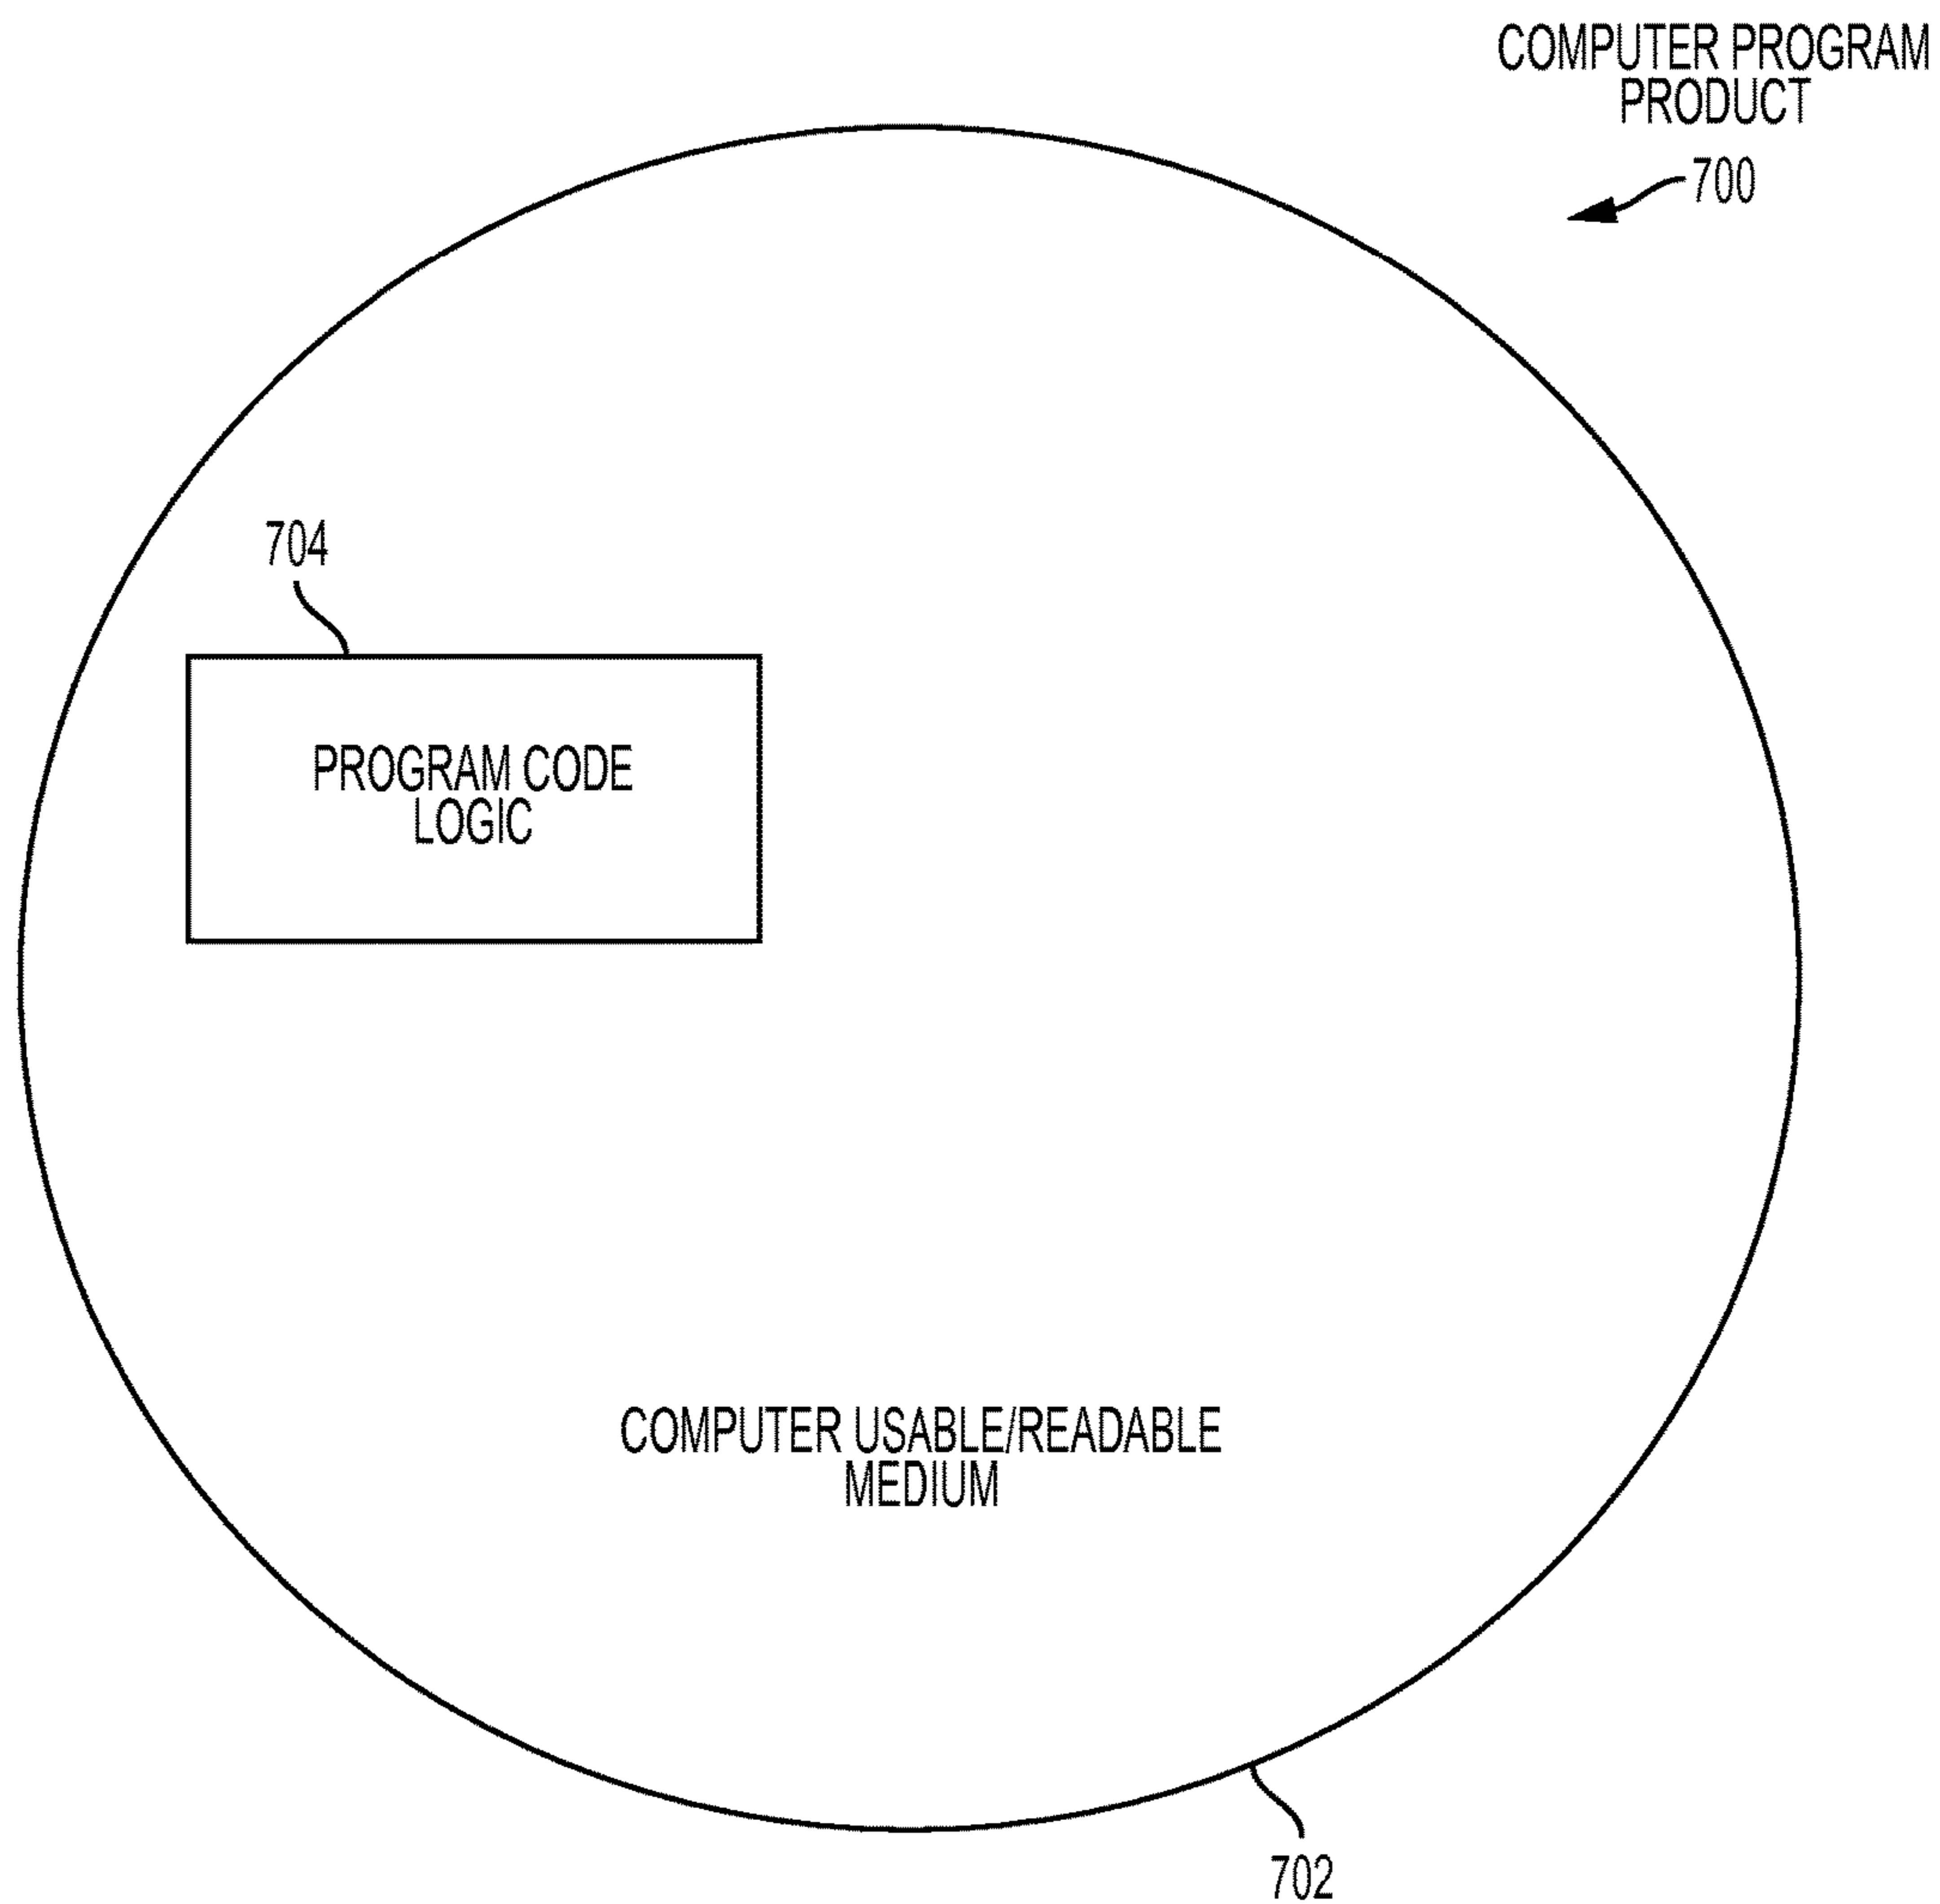 COMPUTER PROGRAM
PRODUCT
700
704
PROGRAM CODE
LOGIC
COMPUTER USABLE/READABLE
MEDIUM
702